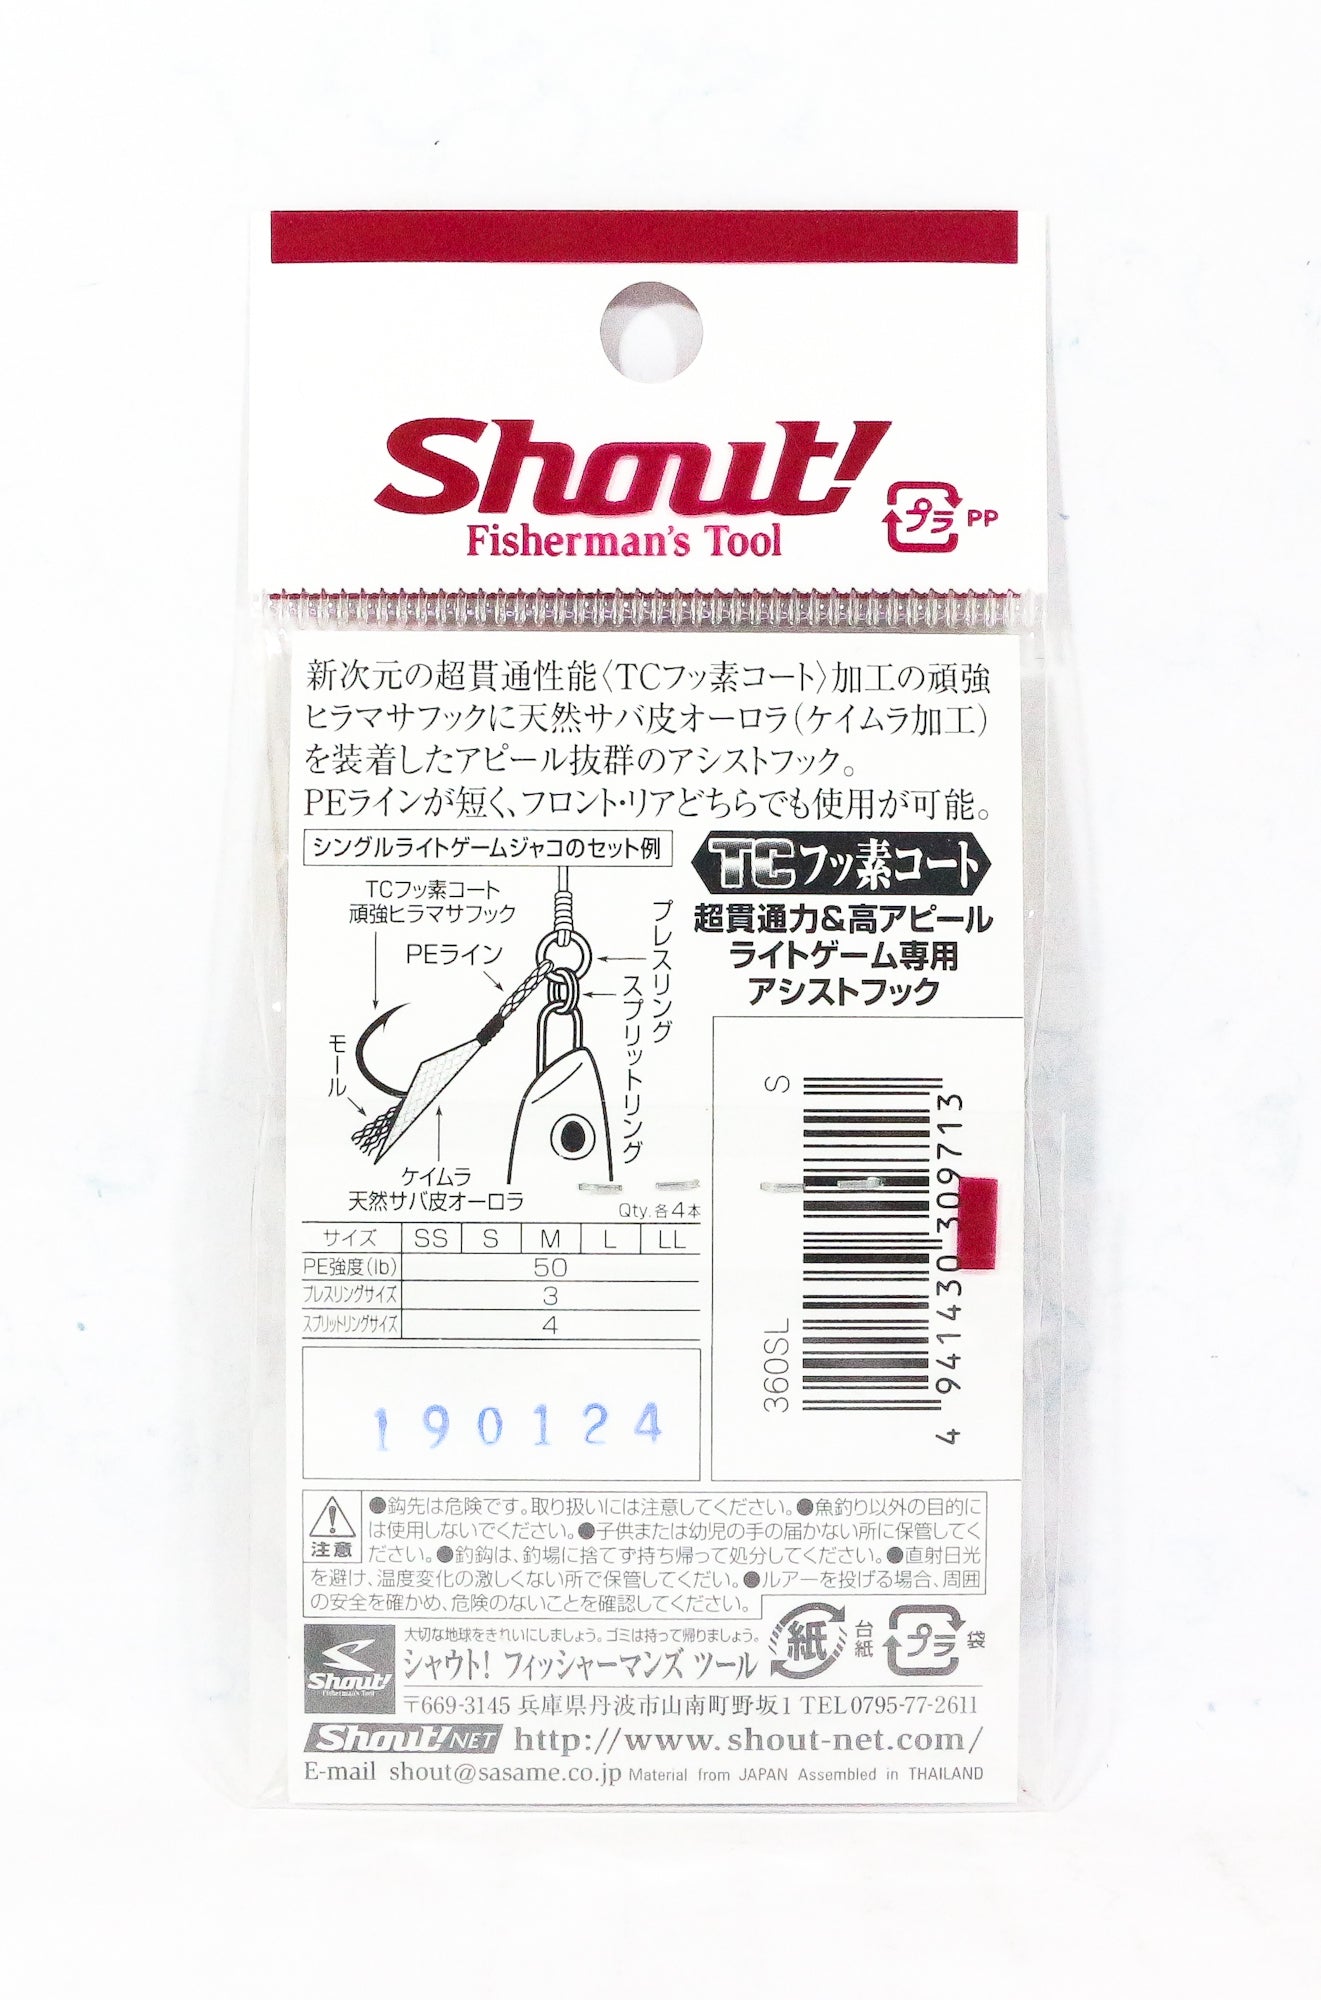 Shout!
Fisherman's Tool
プラ PP
新次元の超貫通性能〈TCフッ素コート〉加工の頑強
ヒラマサフックに天然サバ皮オーロラ(ケイムラ加工)
を装着したアピール抜群のアシストフック。
PEラインが短く、フロント・リアどちらでも使用が可能。
シングルライトゲームジャコのセット例
TCフッ素コート
頑強ヒラマサフック
PEライン
プレスリング
スプリットリング
モール
ケイムラ
天然サバ皮オーロラ
TCフッ素コート
超貫通力&高アピール
ライトゲーム専用
アシストフック
Qty.各4本
サイズ SS S M L LL
PE強度(lb) 50
プレスリングサイズ 3
スプリットリングサイズ 4
360SL S
4 941430 309713
190124
注意
●鈎先は危険です。取り扱いには注意してください。●魚釣り以外の目的に
は使用しないでください。●子供または幼児の手の届かない所に保管してく
ださい。●釣鈎は、釣場に捨てず持ち帰って処分してください。●直射日光
を避け、温度変化の激しくない所で保管してくだい。●ルアーを投げる場合、周囲
の安全を確かめ、危険のないことを確認してください。
Shout!
Fisherman's Tool
大切な地球をきれいにしましょう。ゴミは持って帰りましょう。
シャウト! フィッシャーマンズ ツール
紙 台紙
プラ 袋
〒669-3145 兵庫県丹波市山南町野坂1 TEL0795-77-2611
Shout! NET http://www.shout-net.com/
E-mail shout@sasame.co.jp Material from JAPAN Assembled in THAILAND